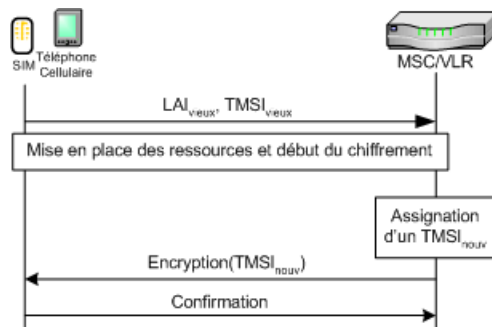 SIM
Téléphone
Cellulaire
MSC/VLR
LAIvieux, TMSIvieux
Mise en place des ressources et début du chiffrement
Assignation
d'un TMSInouv
Encryption(TMSInouv)
Confirmation